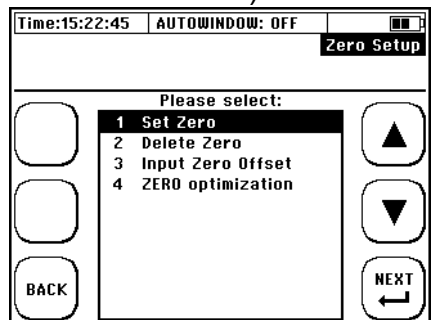 Time:15:22:45 AUTOWINDOW: OFF
Zero Setup
Please select:
1 Set Zero
2 Delete Zero
3 Input Zero Offset
4 ZERO optimization
BACK
NEXT